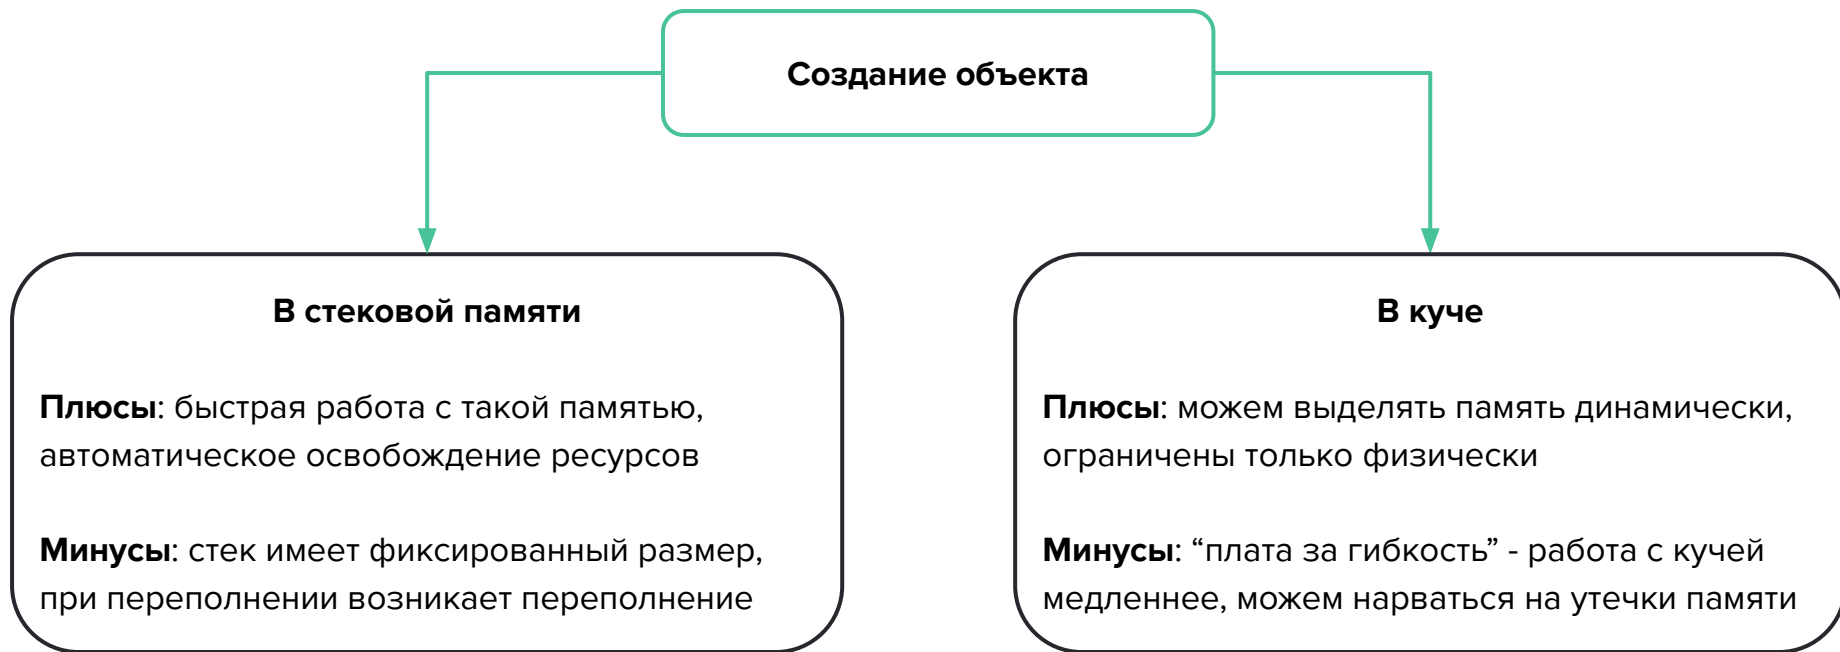 Создание объекта
В стековой памяти
Плюсы: быстрая работа с такой памятью,
автоматическое освобождение ресурсов
Минусы: стек имеет фиксированный размер,
при переполнении возникает переполнение
В куче
Плюсы: можем выделять память динамически,
ограничены только физически
Минусы: “плата за гибкость” - работа с кучей
медленнее, можем нарваться на утечки памяти